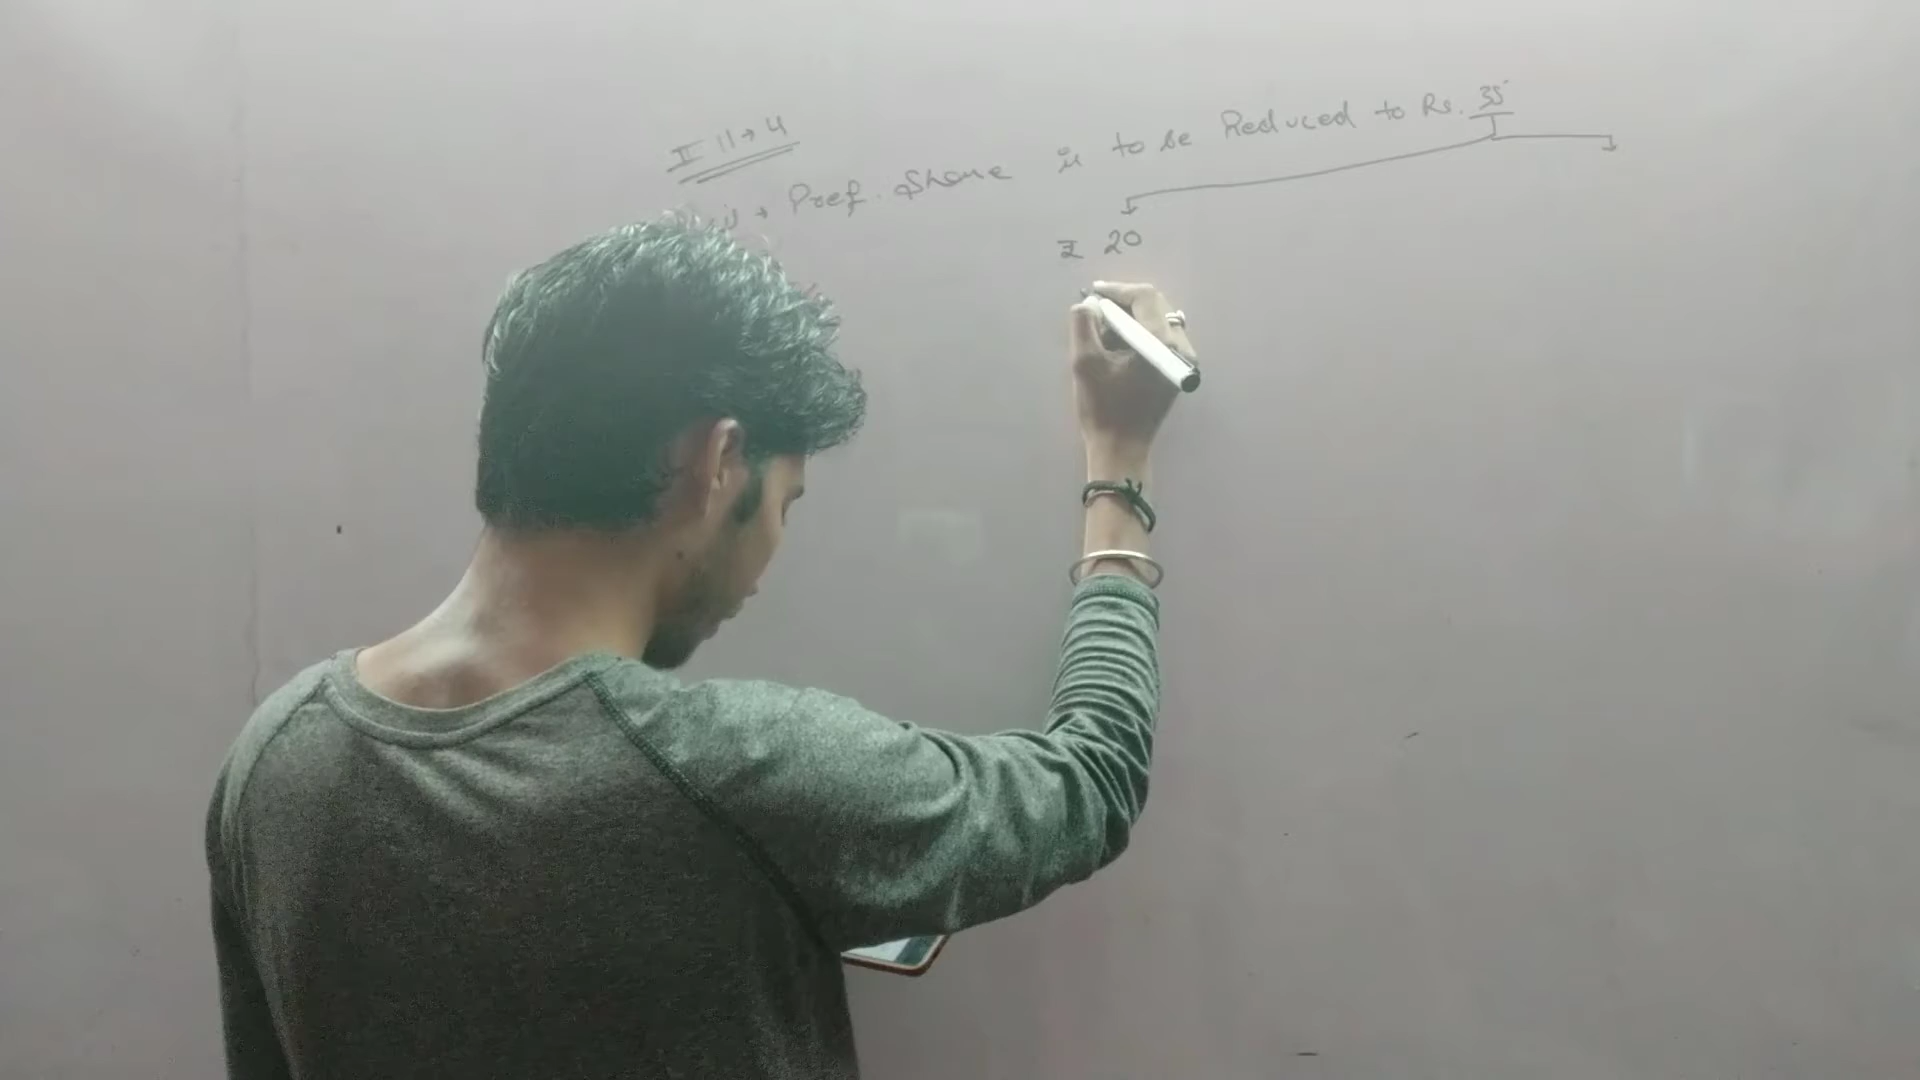 II 11 → 4
→ Pref. Share is to be Reduced to Rs. 35
₹ 20